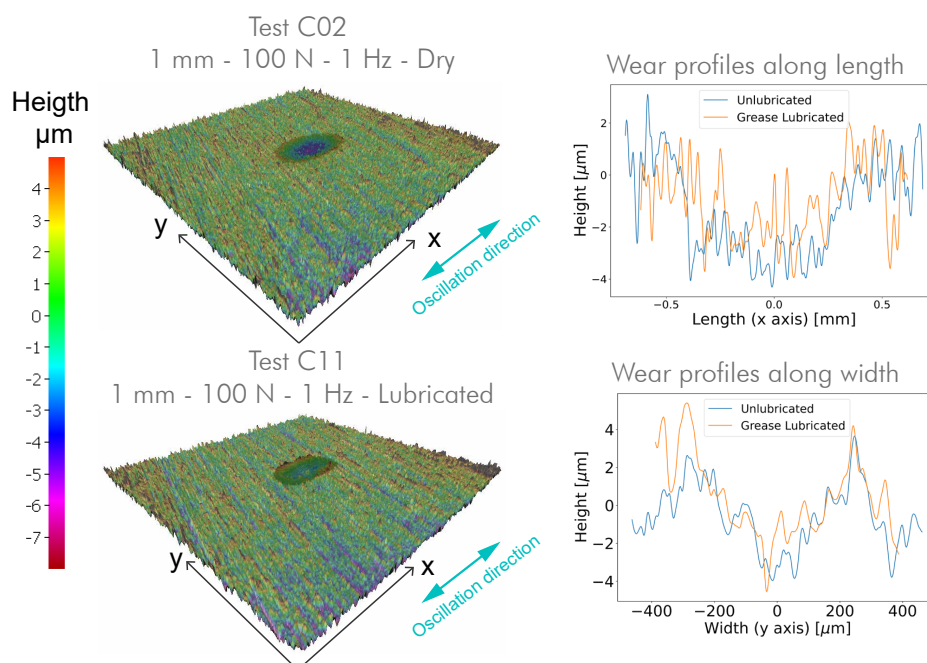 Test C02
1 mm - 100 N - 1 Hz - Dry
Heigth
µm
4
3
2
1
0
-1
-2
-3
-4
-5
-6
-7
y
x
Oscillation direction
Test C11
1 mm - 100 N - 1 Hz - Lubricated
y
x
Oscillation direction
Wear profiles along length
Unlubricated
Grease Lubricated
Height [µm]
2
0
−2
−4
−0.5
0.0
0.5
Length (x axis) [mm]
Wear profiles along width
Unlubricated
Grease Lubricated
Height [µm]
4
2
0
−2
−4
−400
−200
0
200
400
Width (y axis) [µm]